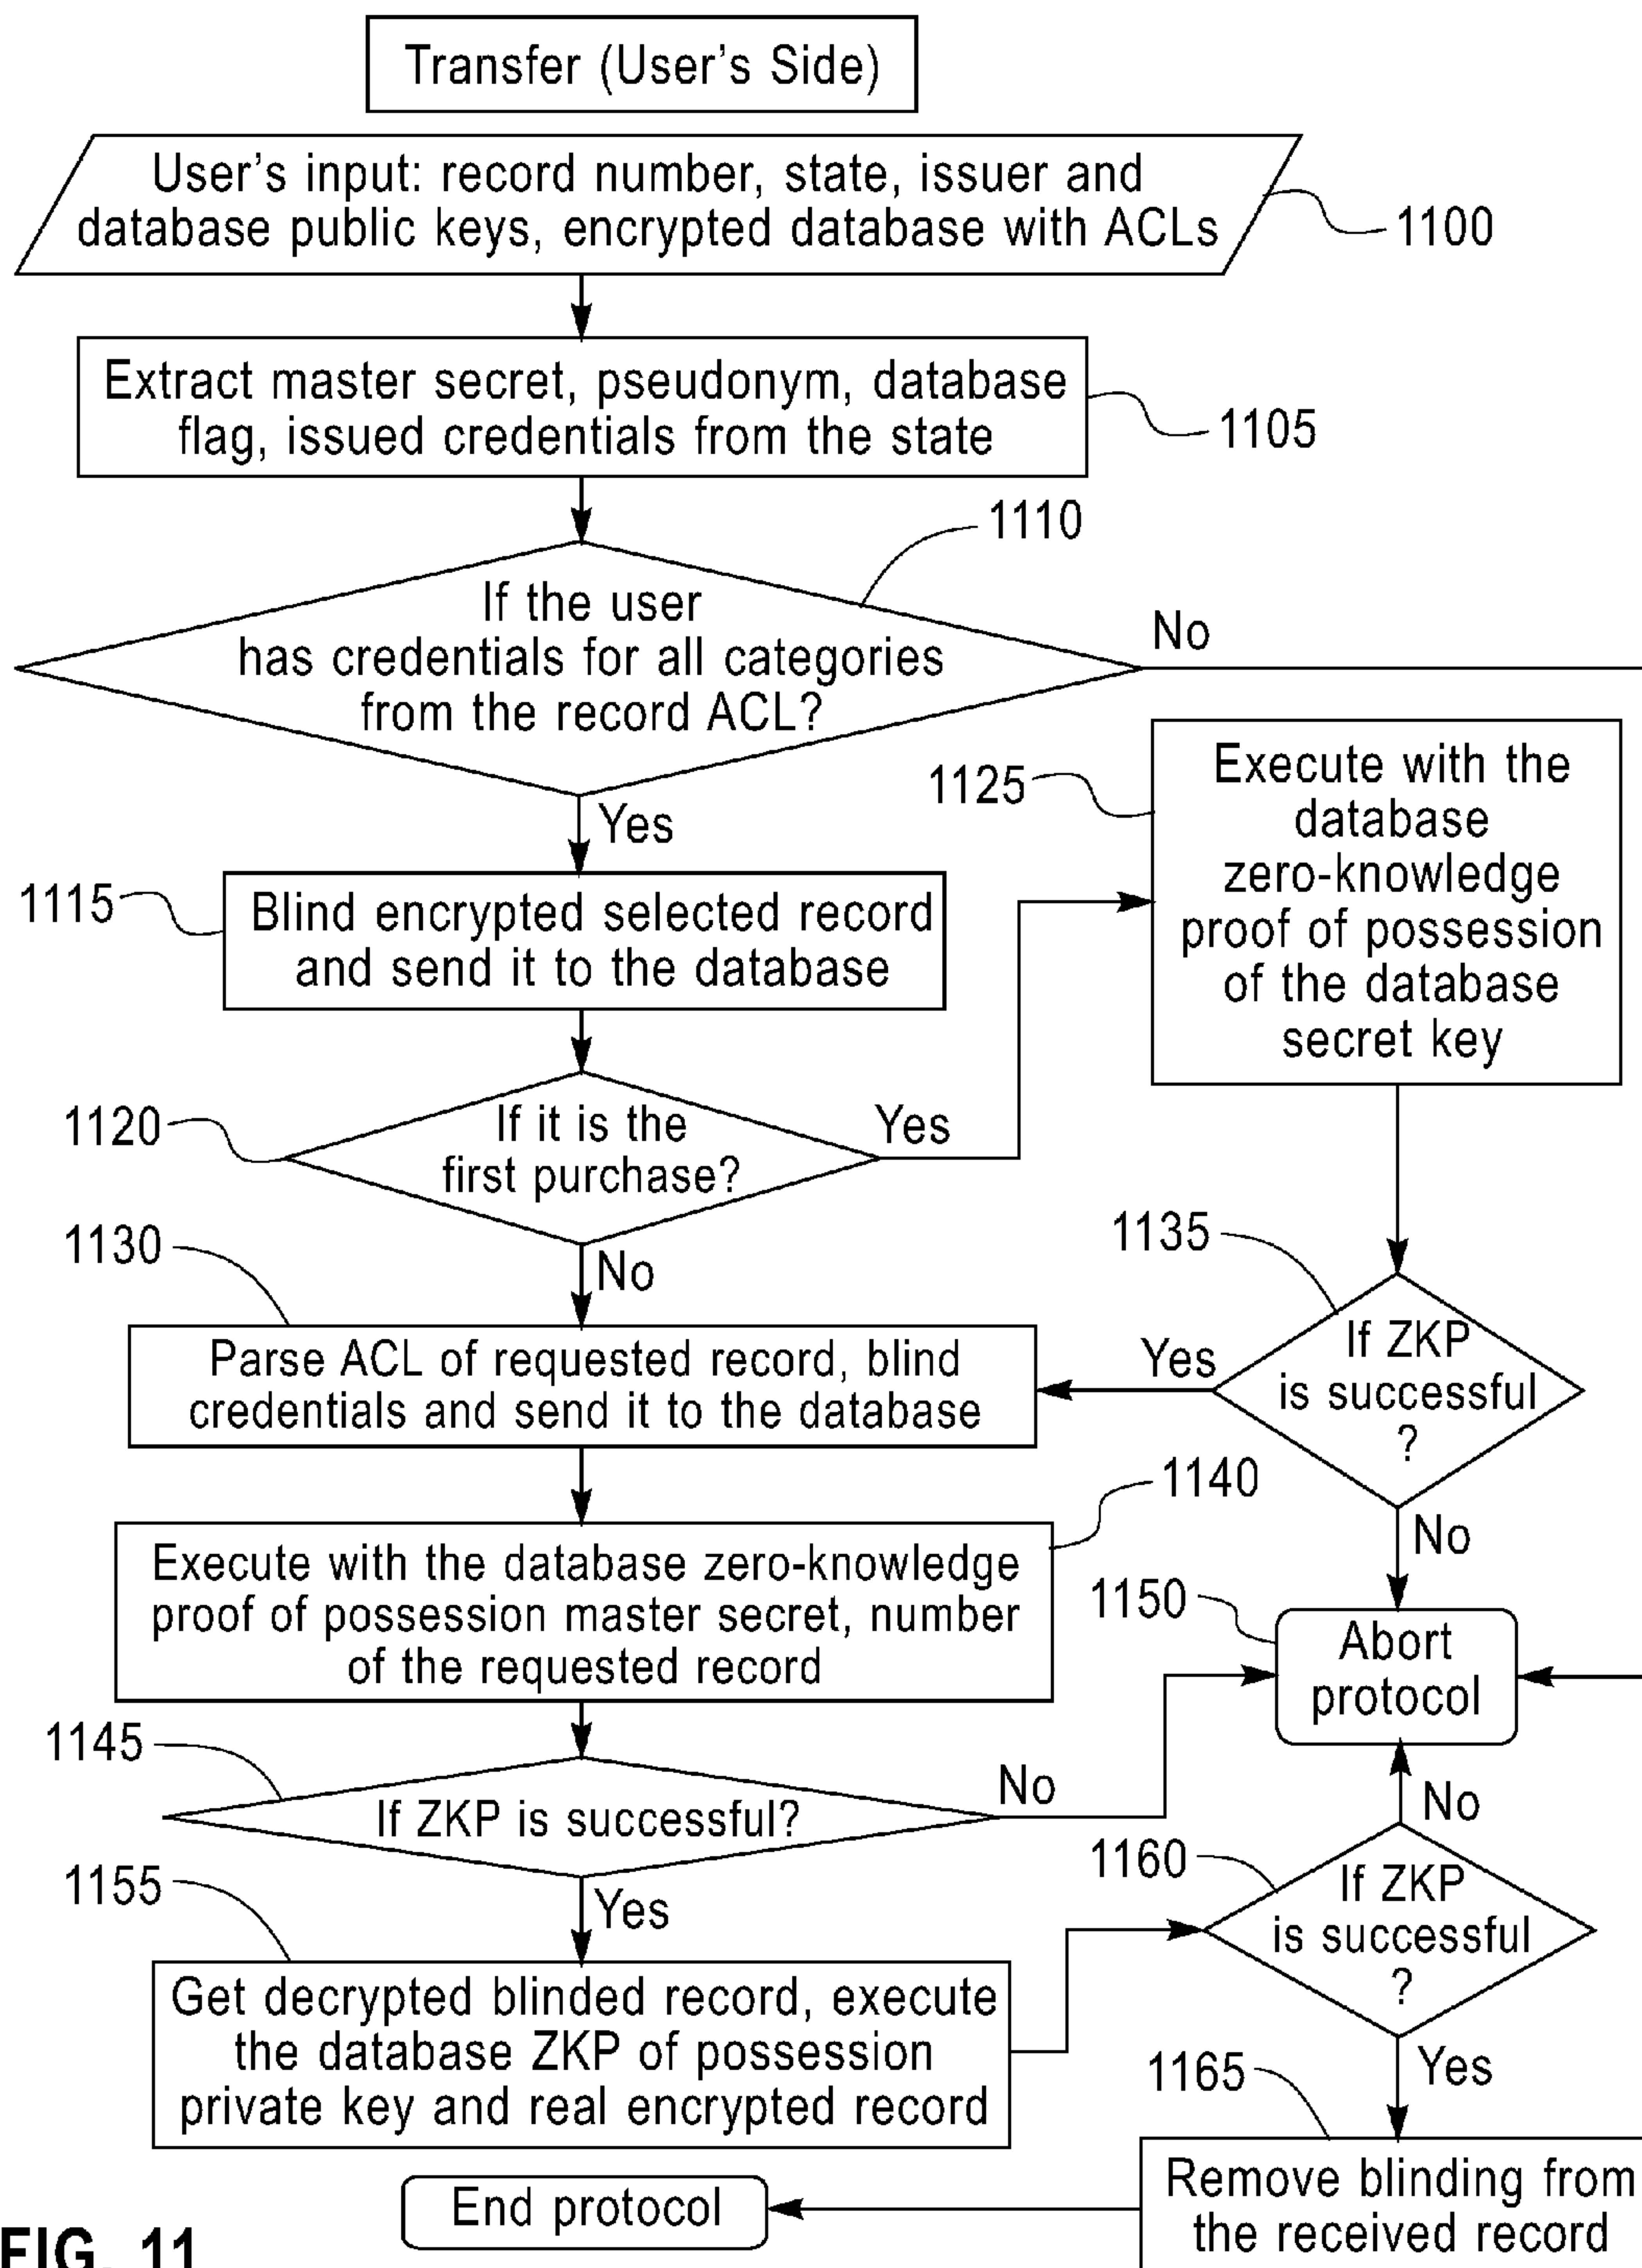 Transfer (User's Side)
User's input: record number, state, issuer and
database public keys, encrypted database with ACLs
1100
Extract master secret, pseudonym, database
flag, issued credentials from the state
1105
1110
If the user
has credentials for all categories
from the record ACL?
No
Yes
1115
Blind encrypted selected record
and send it to the database
1125
Execute with the
database
zero-knowledge
proof of possession
of the database
secret key
1120
If it is the
first purchase?
Yes
No
1130
Parse ACL of requested record, blind
credentials and send it to the database
1135
If ZKP
is successful
?
Yes
No
1140
Execute with the database zero-knowledge
proof of possession master secret, number
of the requested record
1150
Abort
protocol
1145
If ZKP is successful?
No
Yes
1155
Get decrypted blinded record, execute
the database ZKP of possession
private key and real encrypted record
1160
If ZKP
is successful
?
No
Yes
1165
Remove blinding from
the received record
End protocol
FIG. 11